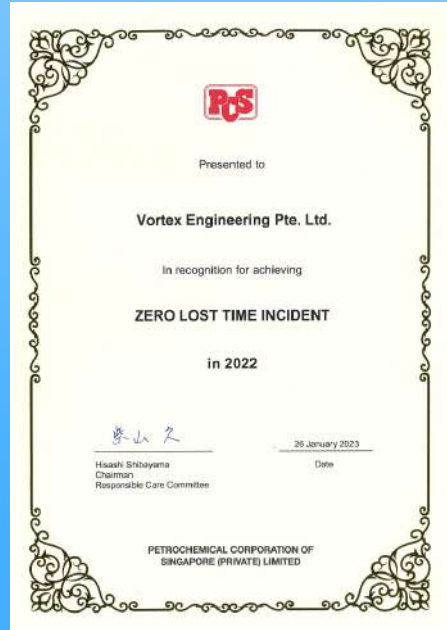 PCS
Presented to
Vortex Engineering Pte. Ltd.
In recognition for achieving
ZERO LOST TIME INCIDENT
in 2022
柴山 久
26 January 2023
Hisashi Shibayama
Date
Chairman
Responsible Care Committee
PETROCHEMICAL CORPORATION OF
SINGAPORE (PRIVATE) LIMITED